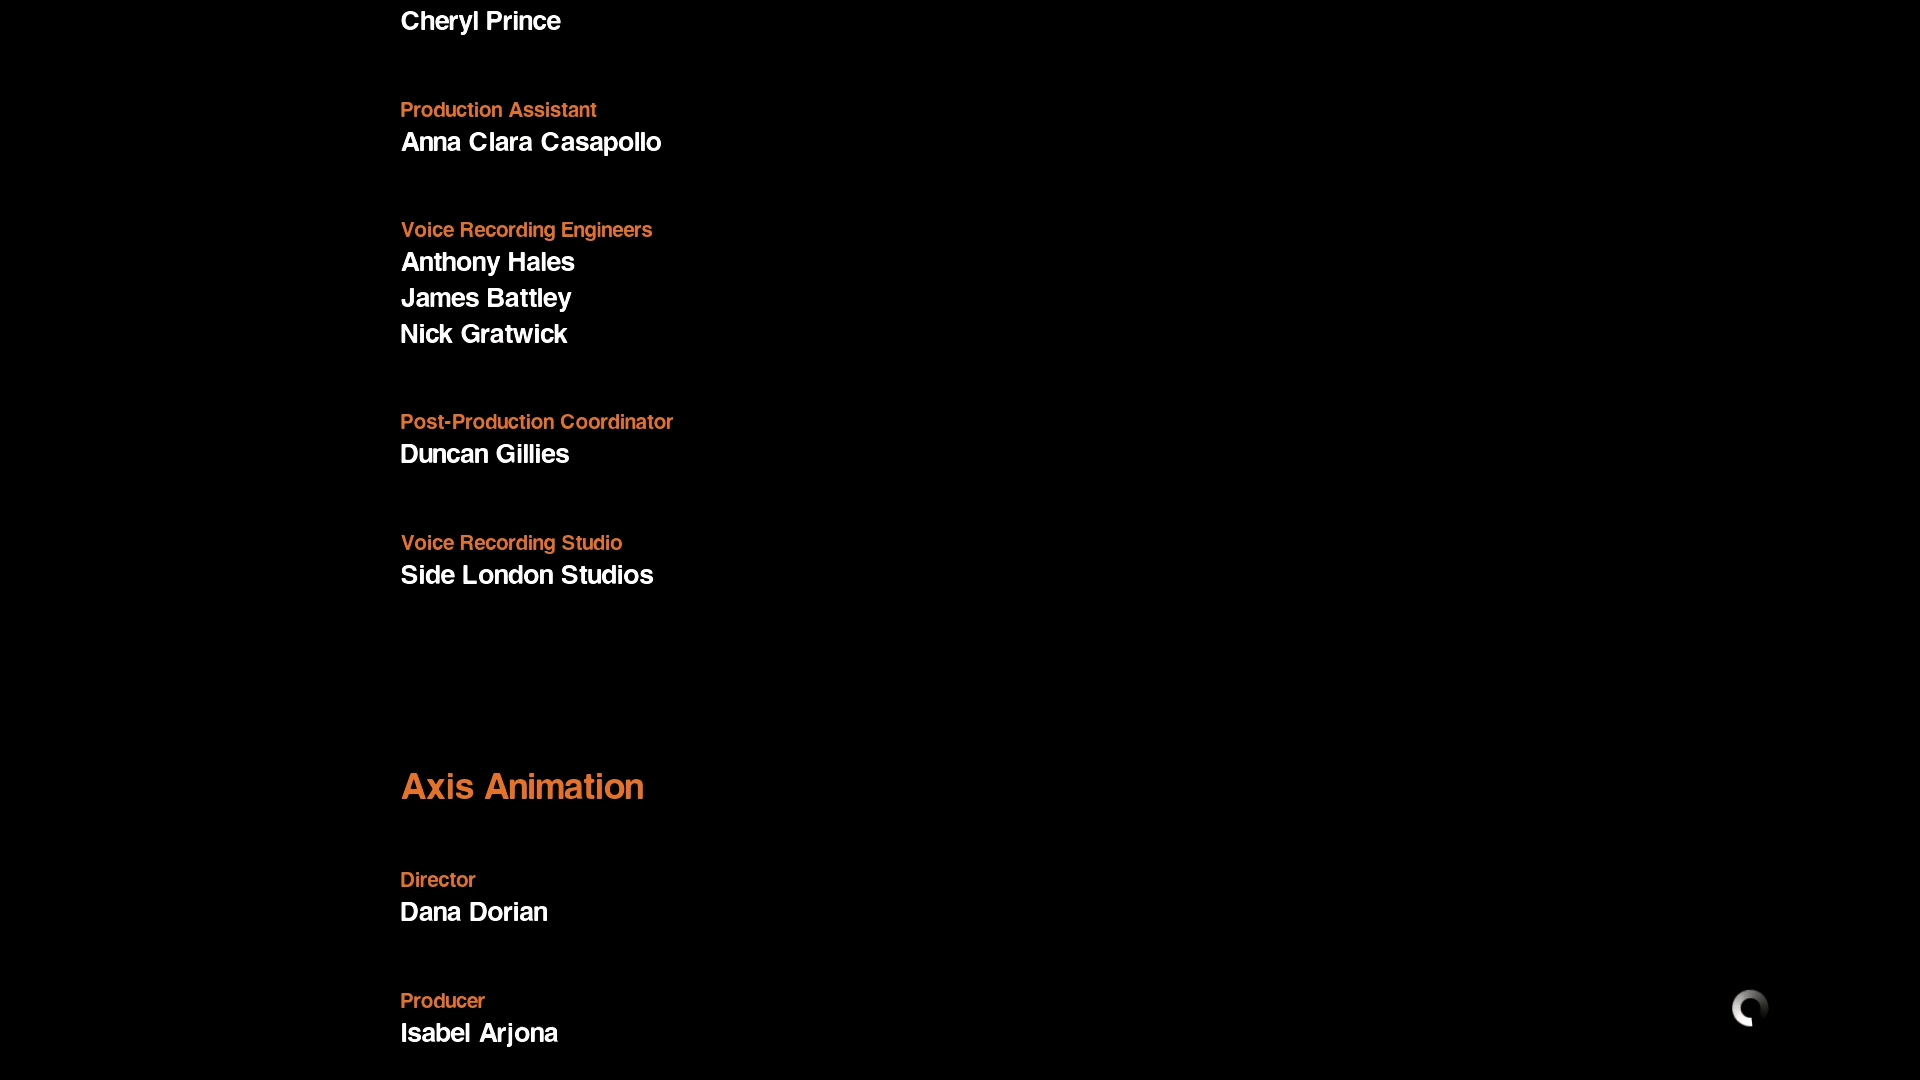 Cheryl Prince
Production Assistant
Anna Clara Casapollo
Voice Recording Engineers
Anthony Hales
James Battley
Nick Gratwick
Post-Production Coordinator
Duncan Gillies
Voice Recording Studio
Side London Studios
Axis Animation
Director
Dana Dorian
Producer
Isabel Arjona